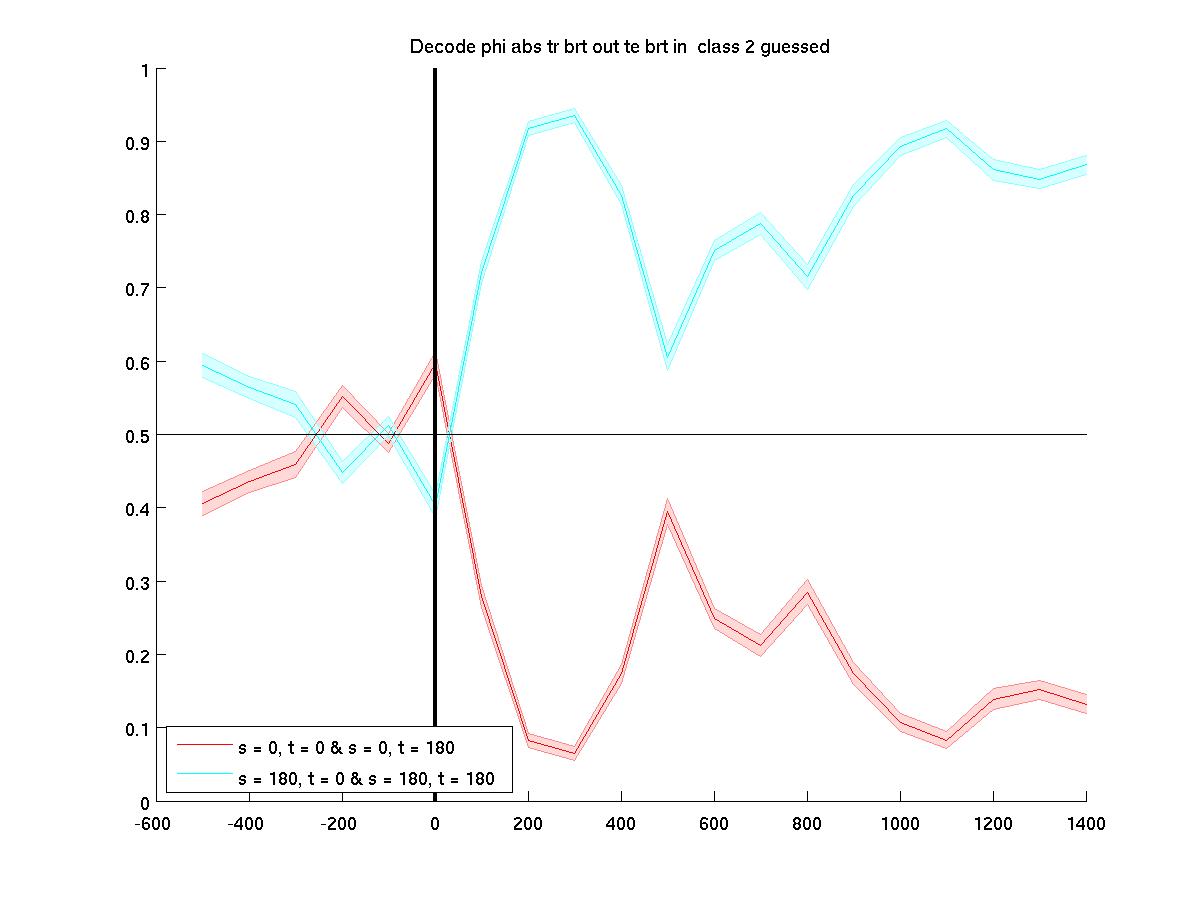 Decode phi abs tr brt out te brt in  class 2 guessed
1
0.9
0.8
0.7
0.6
0.5
0.4
0.3
0.2
0.1
0
s = 0, t = 0 & s = 0, t = 180
s = 180, t = 0 & s = 180, t = 180
-600 -400 -200 0 200 400 600 800 1000 1200 1400